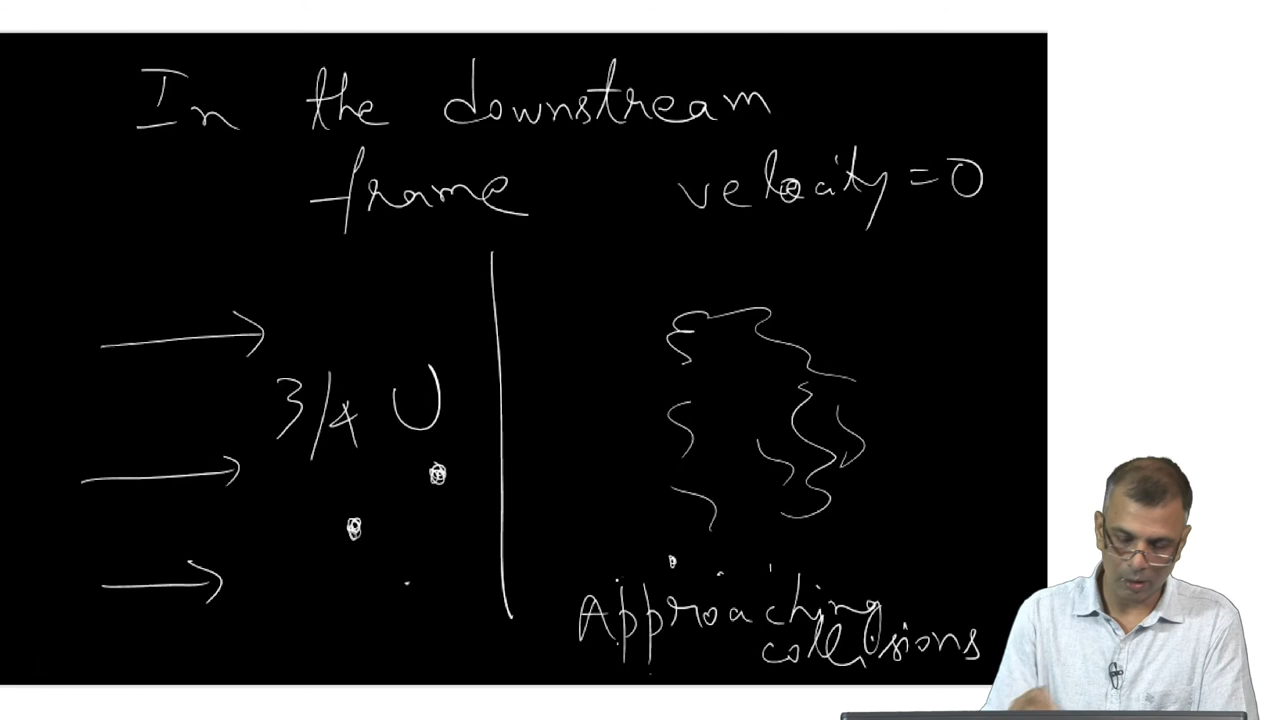 In the downstream
frame velocity = 0
3/4 U
Approaching
collisions